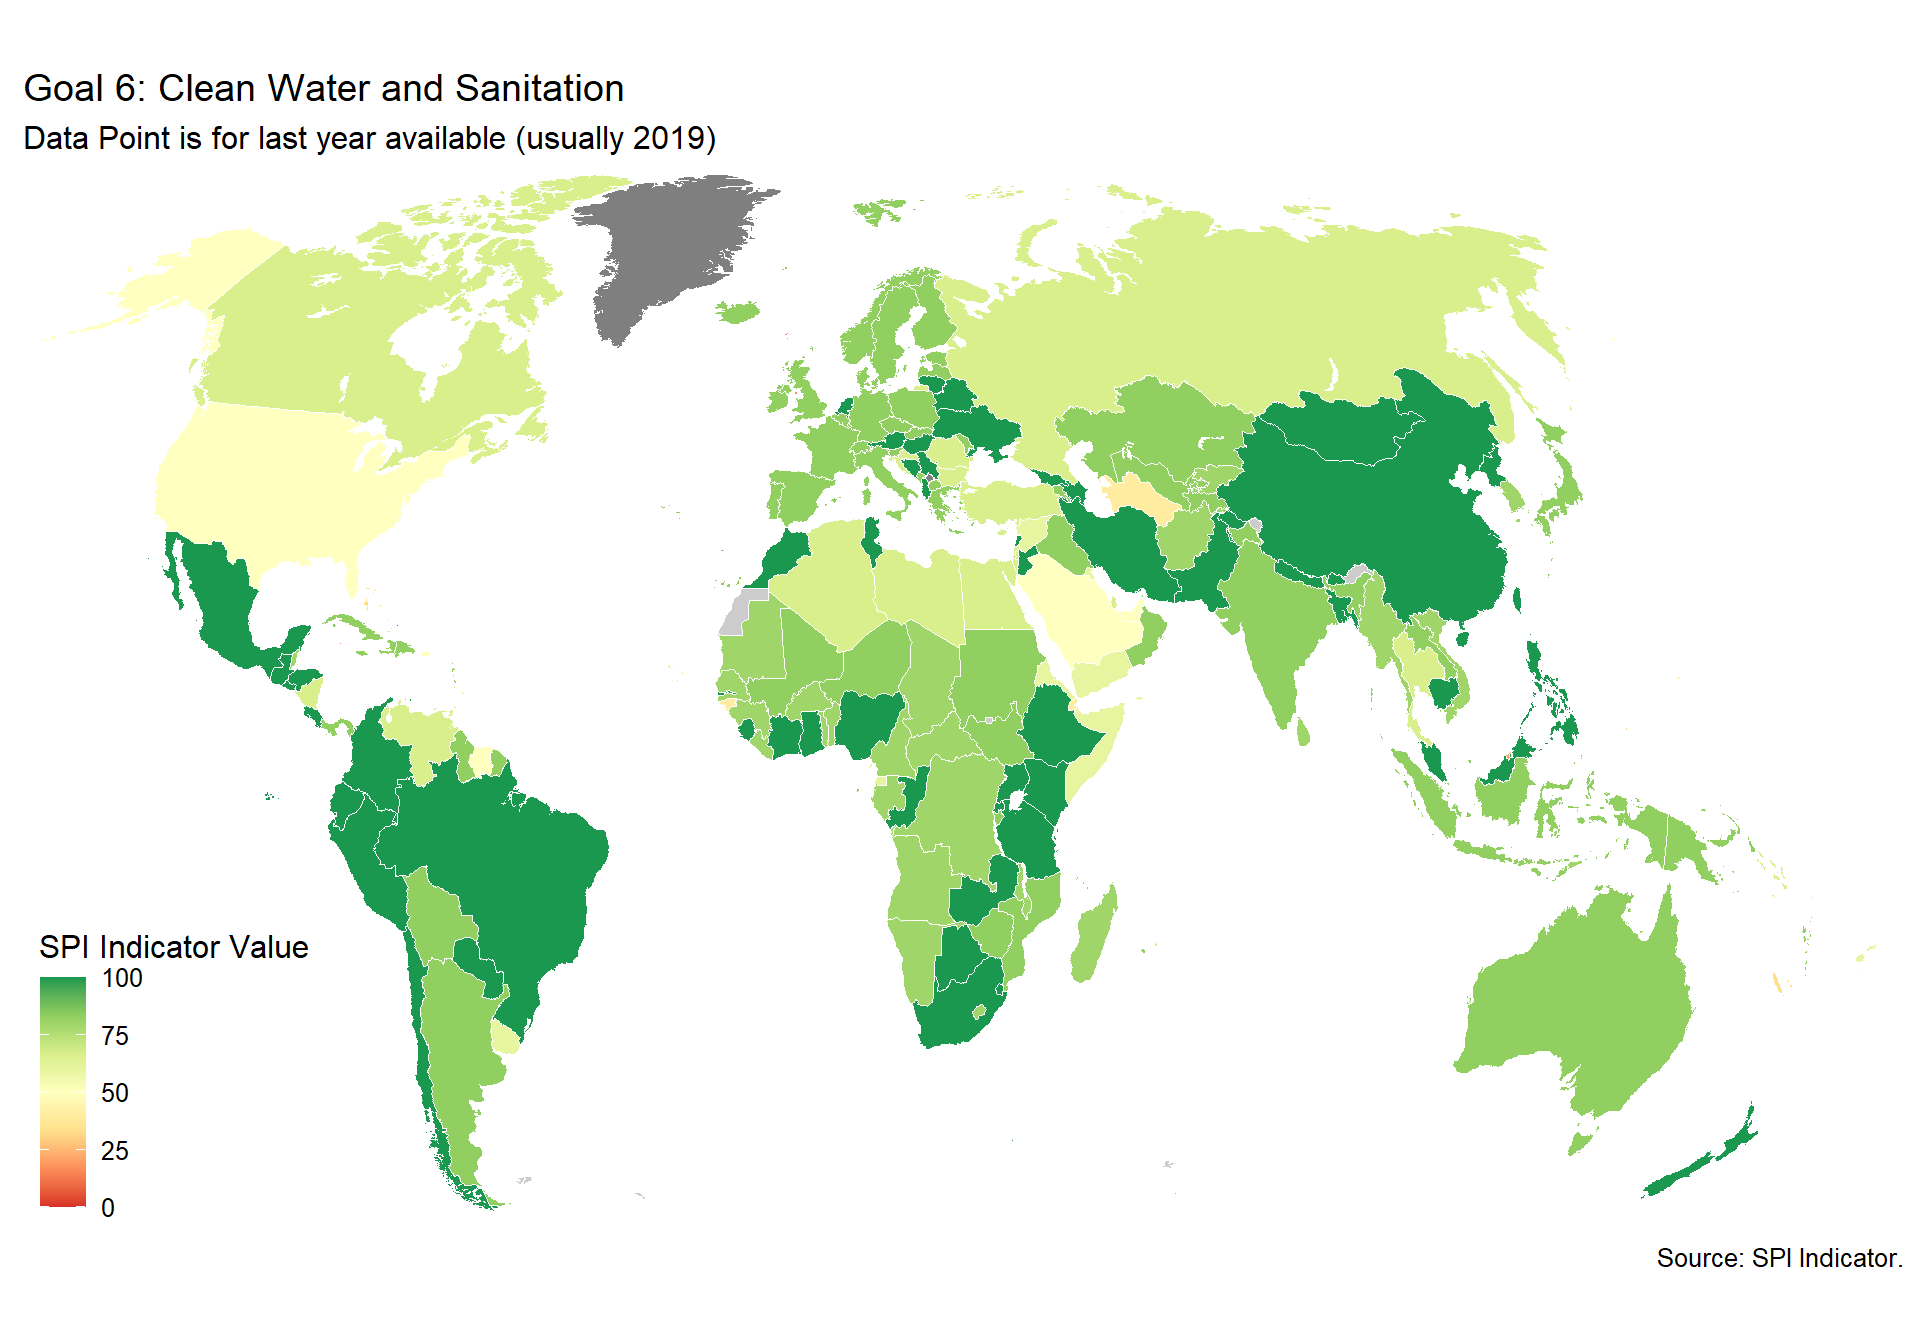 Goal 6: Clean Water and Sanitation
Data Point is for last year available (usually 2019)
SPI Indicator Value
100
75
50
25
0
Source: SPI Indicator.